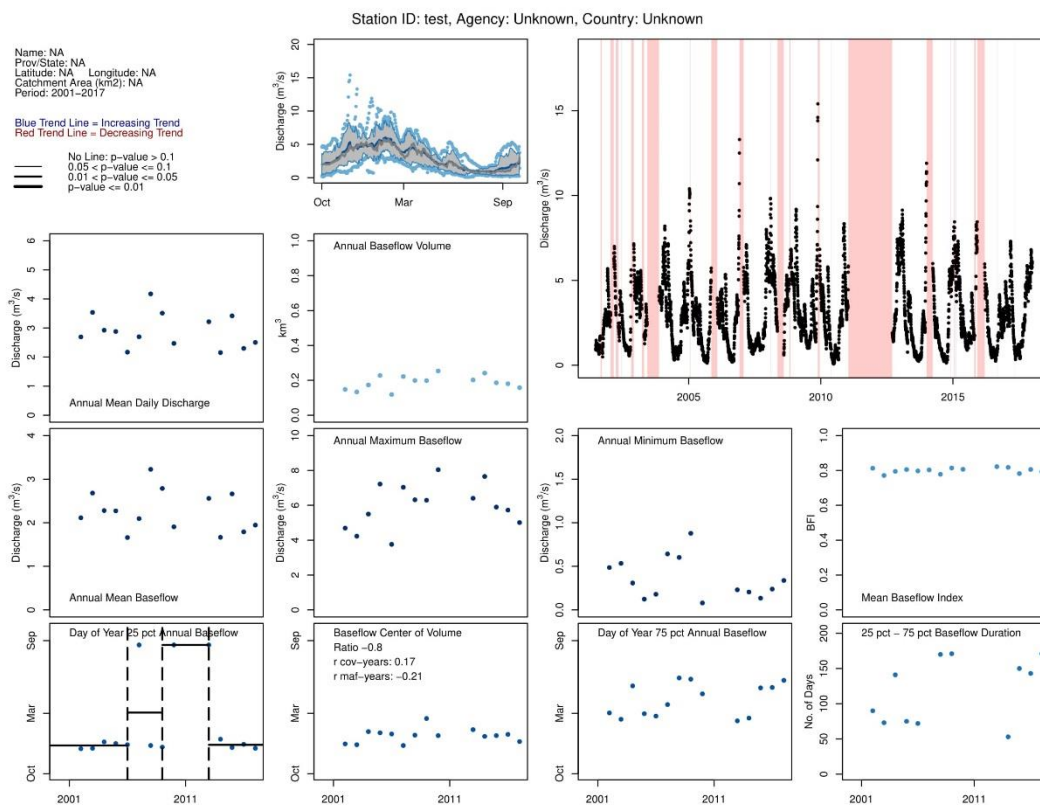 Station ID: test, Agency: Unknown, Country: Unknown
Name: NA
Prov/State: NA
Latitude: NA Longitude: NA
Catchment Area (km2): NA
Period: 2001-2017
Blue Trend Line = Increasing Trend
Red Trend Line = Decreasing Trend
No Line: p-value > 0.1
0.05 < p-value <= 0.1
0.01 < p-value <= 0.05
p-value <= 0.01
Discharge (m³/s)
20
15
10
5
0
Oct
Mar
Sep
Discharge (m³/s)
15
10
5
0
2005
2010
2015
Discharge (m³/s)
6
5
4
3
2
1
0
Annual Mean Daily Discharge
Annual Baseflow Volume
km³
1.0
0.8
0.6
0.4
0.2
0.0
Discharge (m³/s)
4
3
2
1
0
Annual Mean Baseflow
Annual Maximum Baseflow
Discharge (m³/s)
10
8
6
4
2
0
Annual Minimum Baseflow
Discharge (m³/s)
2.0
1.5
1.0
0.5
0.0
BFI
1.0
0.8
0.6
0.4
0.2
0.0
Mean Baseflow Index
Day of Year 25 pct Annual Baseflow
Sep
Mar
Oct
2001
2011
Baseflow Center of Volume
Ratio −0.8
r cov-years: 0.17
r maf-years: −0.21
Sep
Mar
Oct
2001
2011
Day of Year 75 pct Annual Baseflow
Sep
Mar
Oct
2001
2011
25 pct − 75 pct Baseflow Duration
No. of Days
200
150
100
50
0
2001
2011